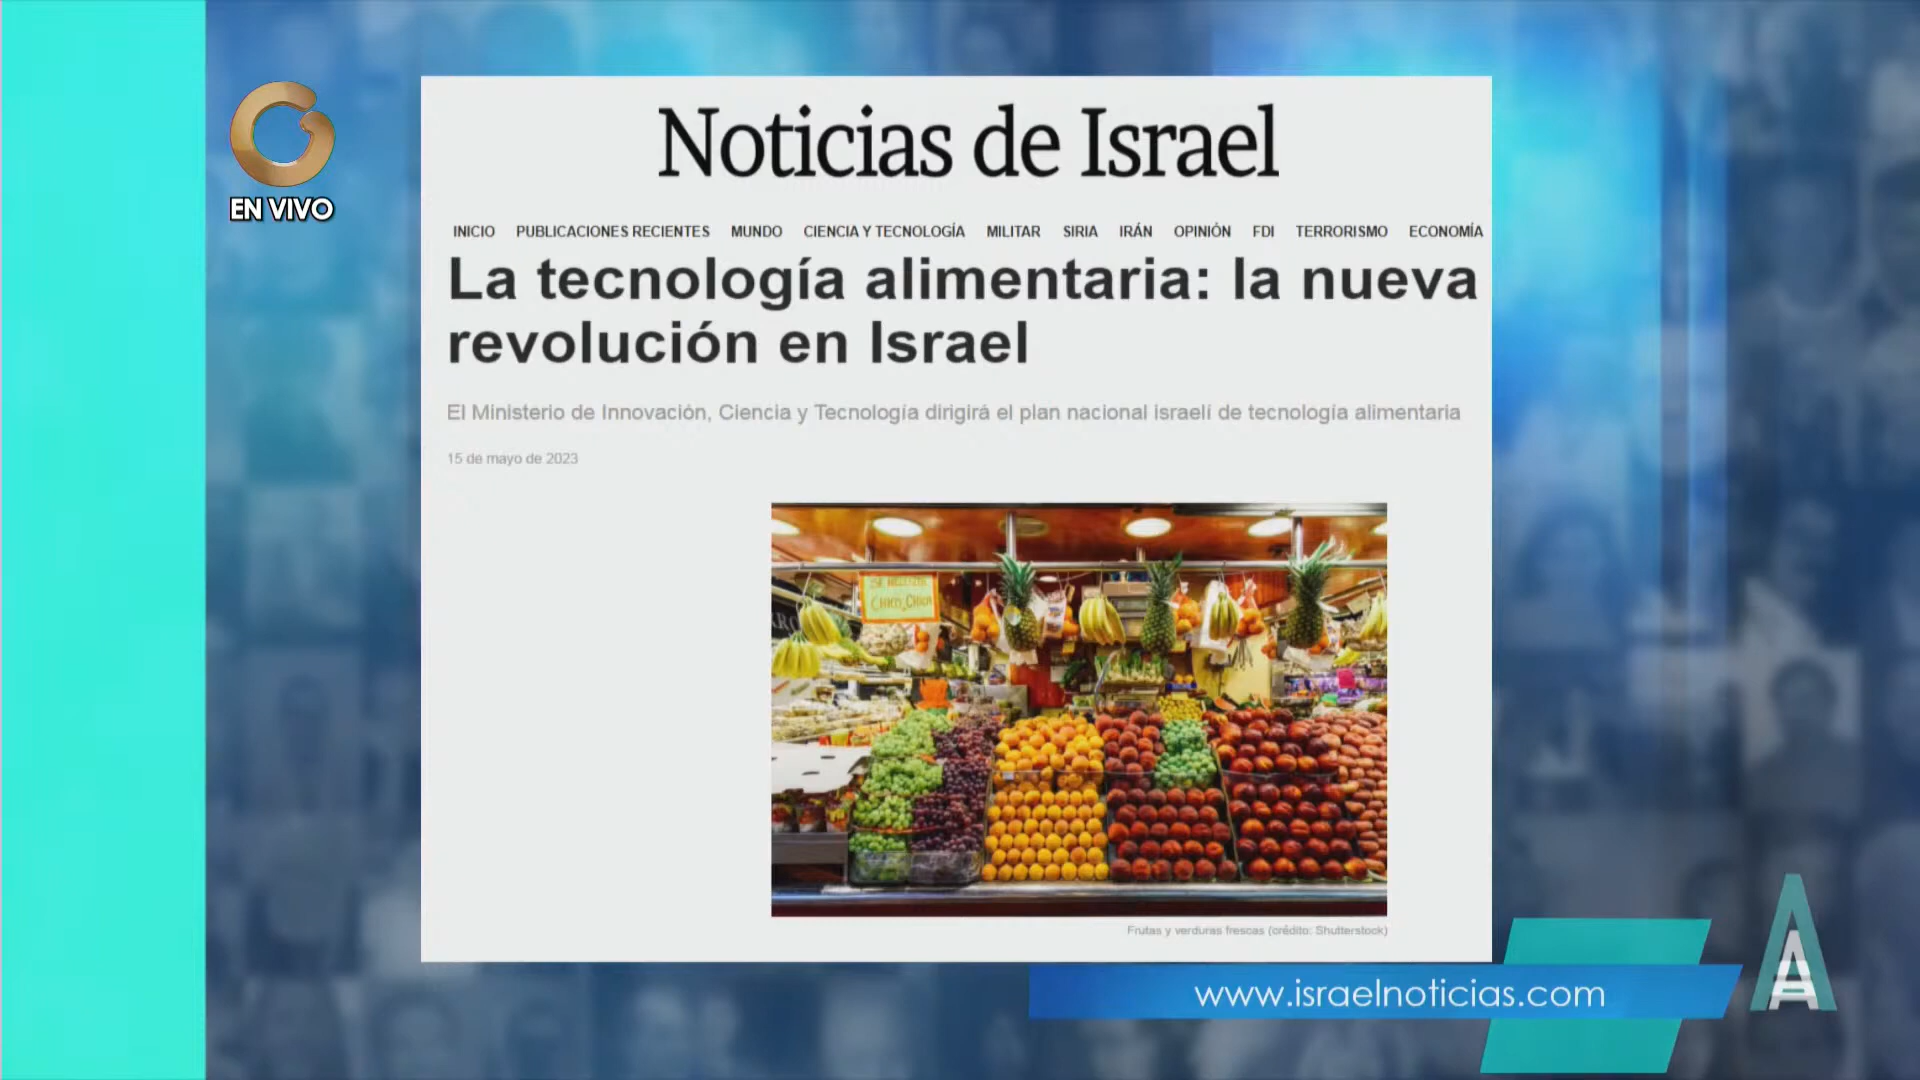 EN VIVO
Noticias de Israel
INICIO PUBLICACIONES RECIENTES MUNDO CIENCIA Y TECNOLOGÍA MILITAR SIRIA IRÁN OPINIÓN FDI TERRORISMO ECONOMÍA
La tecnología alimentaria: la nueva
revolución en Israel
El Ministerio de Innovación, Ciencia y Tecnología dirigirá el plan nacional israelí de tecnología alimentaria
15 de mayo de 2023
CHICO, CHICA
Frutas y verduras frescas (crédito: Shutterstock)
www.israelnoticias.com